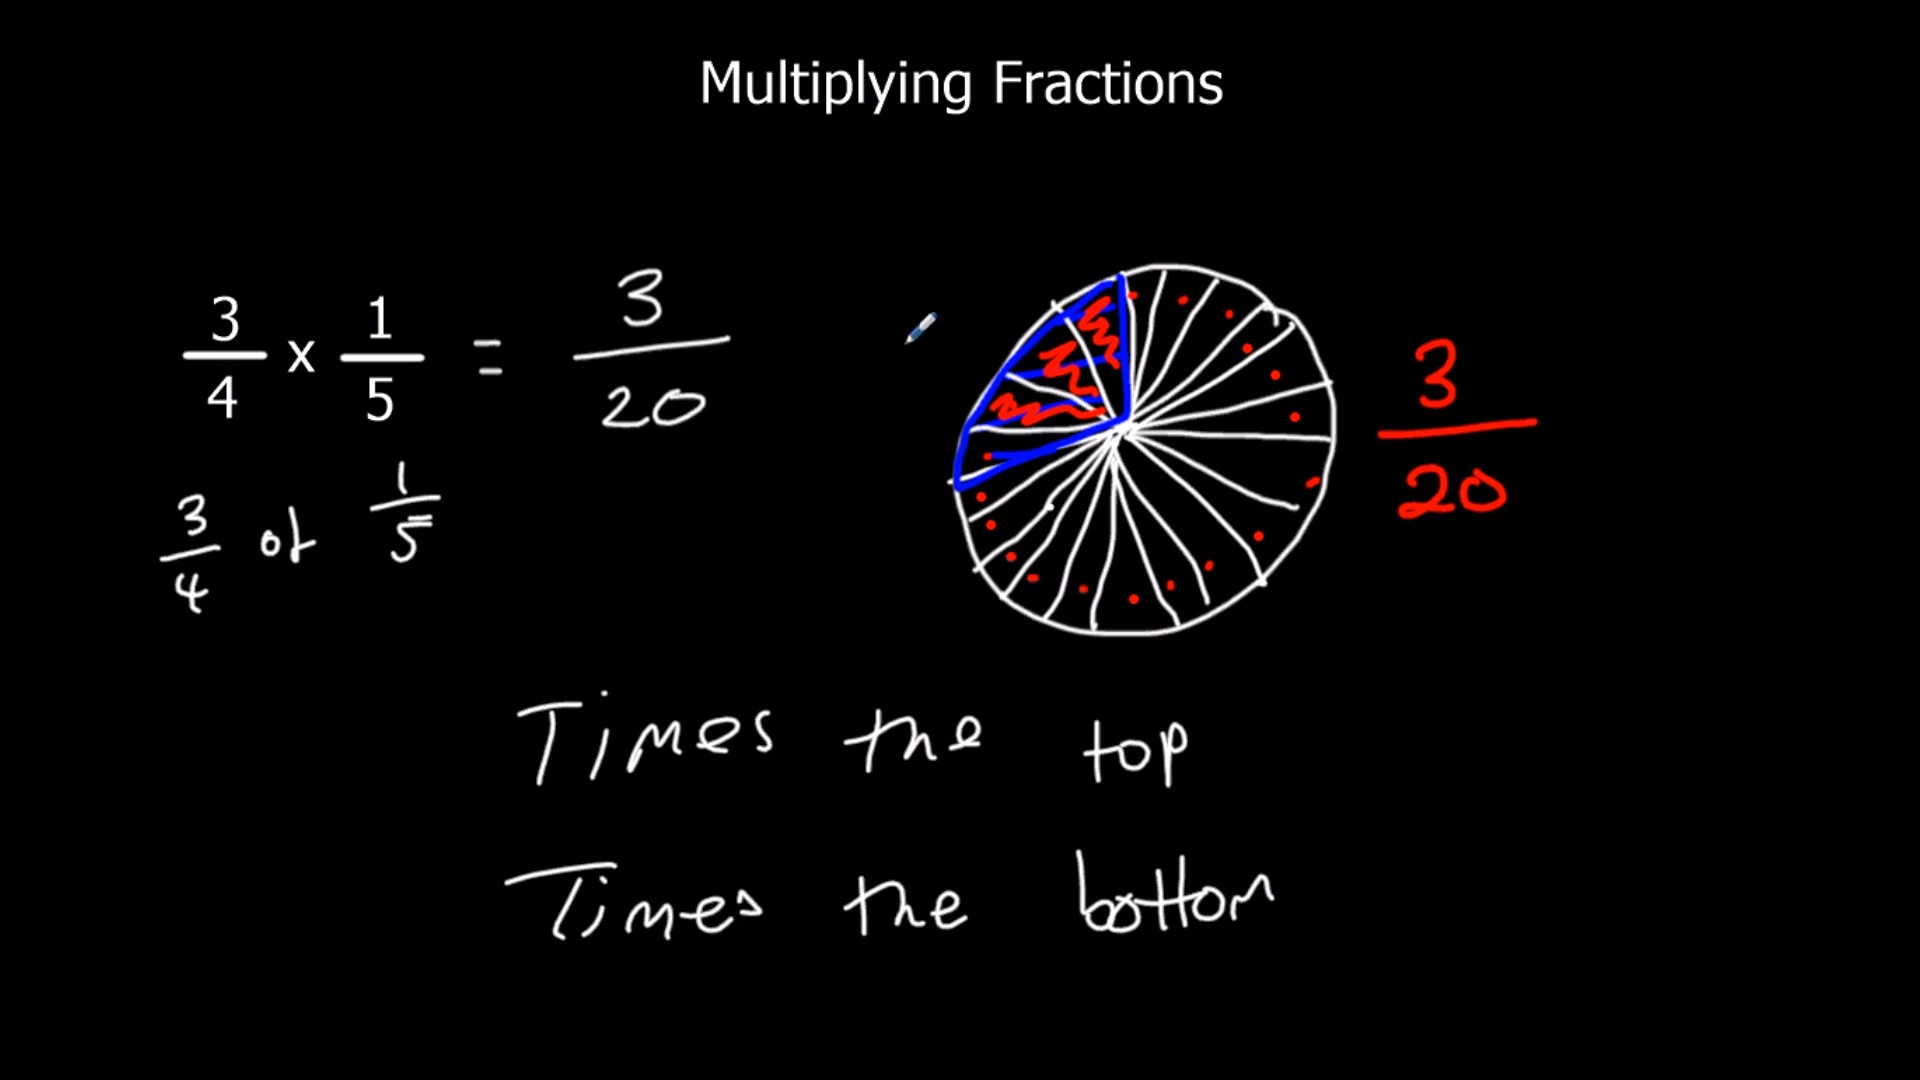 Multiplying Fractions
3/4 x 1/5 = 3/20
3/4 of 1/5
3/20
Times the top
Times the bottom